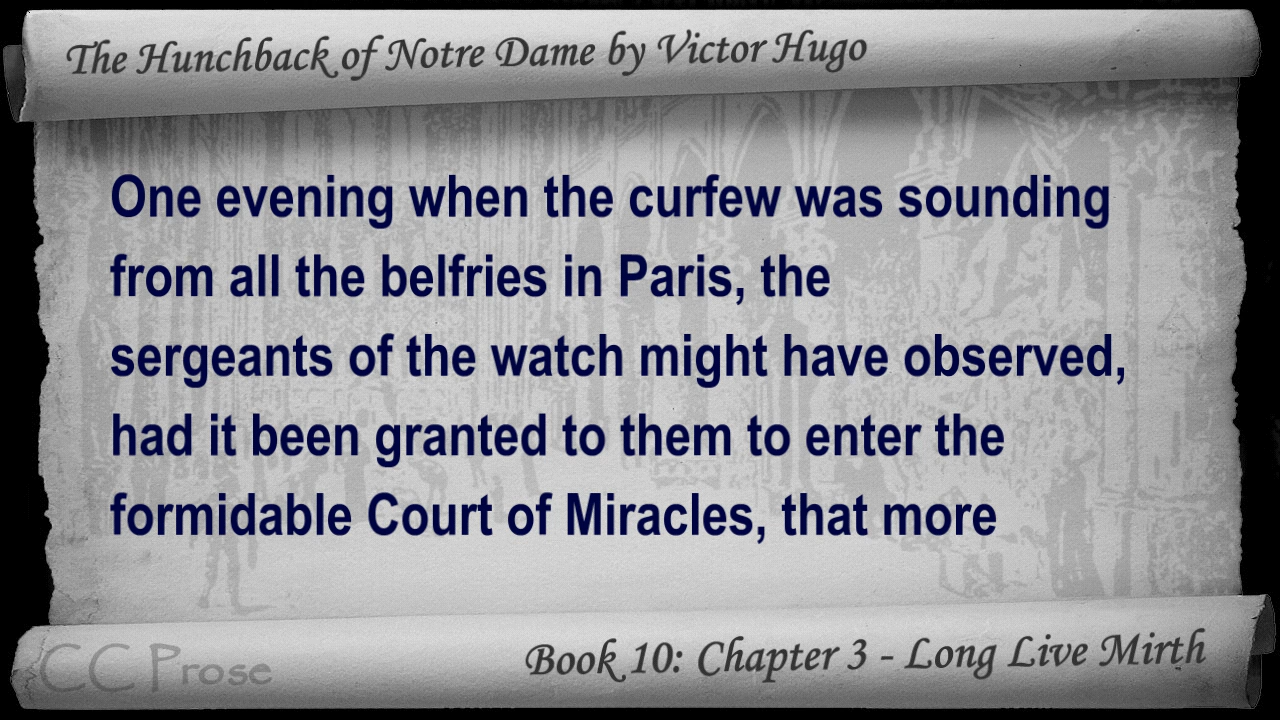 The Hunchback of Notre Dame by Victor Hugo
One evening when the curfew was sounding
from all the belfries in Paris, the
sergeants of the watch might have observed,
had it been granted to them to enter the
formidable Court of Miracles, that more
CC Prose
Book 10: Chapter 3 - Long Live Mirth